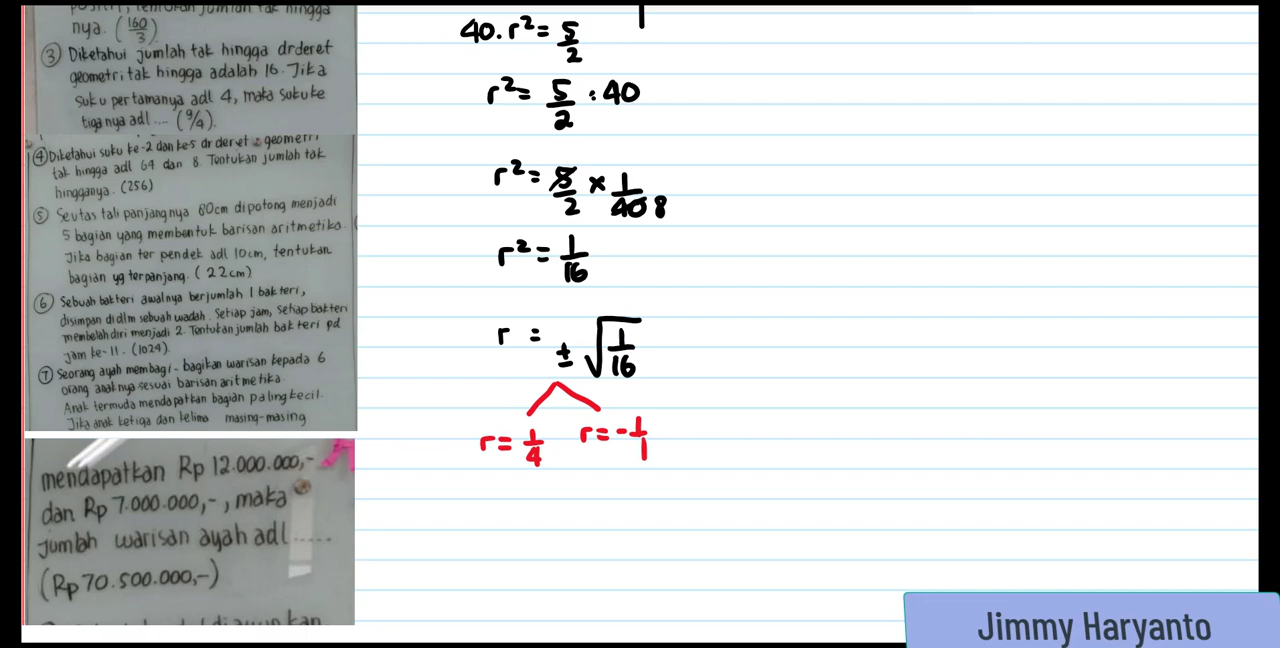 nya. (160/3)
③ Diketahui jumlah tak hingga dr deret
geometri tak hingga adalah 16. Jika
suku pertamanya adl 4, maka suku ke
tiganya adl .... (9/4).
④ Diketahui suku ke-2 dan ke-5 dr deret geometri
tak hingga adl 64 dan 8. Tentukan jumlah tak
hingganya. (256)
⑤ Seutas tali panjangnya 80cm dipotong menjadi
5 bagian yang membentuk barisan aritmetika.
Jika bagian ter pendek adl 10cm, tentukan
bagian yg terpanjang. (22cm)
⑥ Sebuah bakteri awalnya berjumlah 1 bakteri,
disimpan didlm sebuah wadah. Setiap jam, setiap bakteri
membelah diri menjadi 2. Tentukan jumlah bakteri pd
jam ke-11. (1024).
⑦ Seorang ayah membagi-bagikan warisan kepada 6
orang anaknya sesuai barisan aritmetika.
Anak termuda mendapatkan bagian paling kecil.
Jika anak ketiga dan kelima masing-masing
mendapatkan Rp 12.000.000,-
dan Rp 7.000.000,-, maka
jumlah warisan ayah adl .....
(Rp 70.500.000,-)
40.r² = 5/2
r² = 5/2 : 40
r² = 5/2 × 1/40 8
r² = 1/16
r = ± √(1/16)
r = 1/4 r = -1/1
Jimmy Haryanto